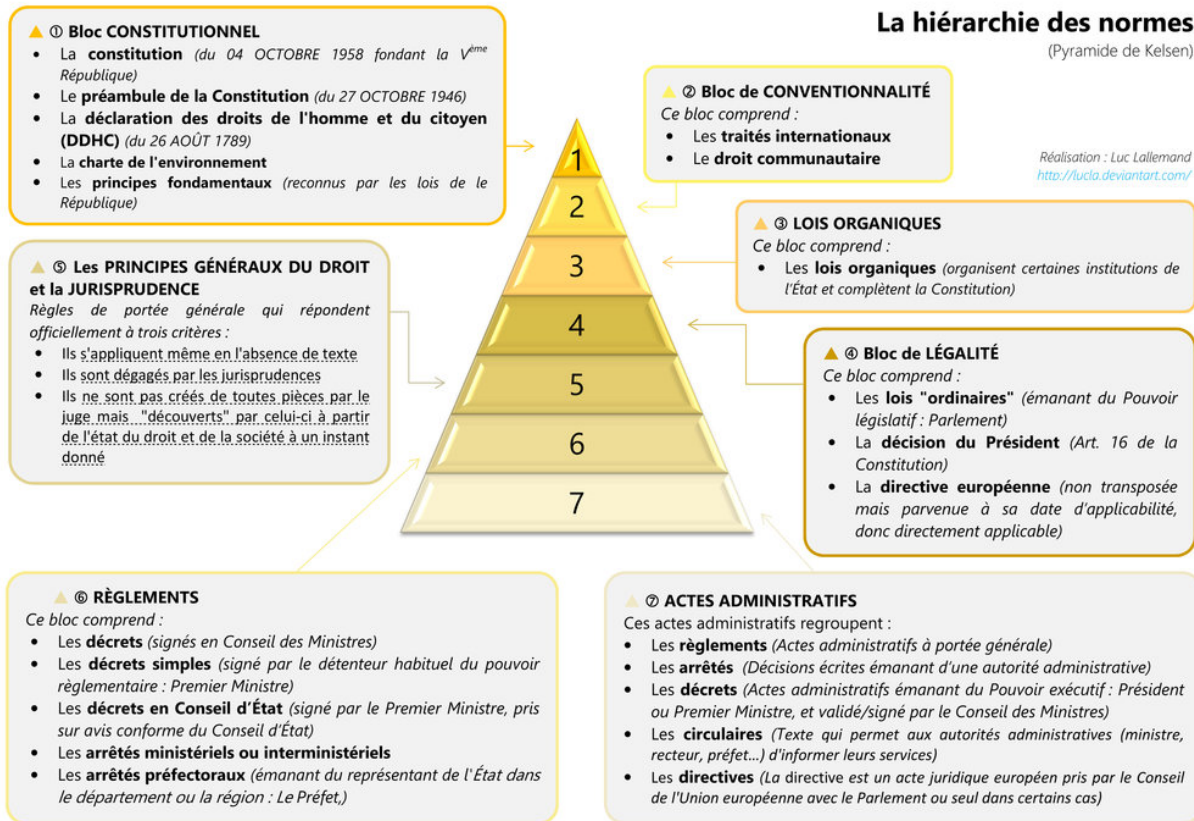 La hiérarchie des normes
(Pyramide de Kelsen)
① Bloc CONSTITUTIONNEL
• La constitution (du 04 OCTOBRE 1958 fondant la Vème
République)
• Le préambule de la Constitution (du 27 OCTOBRE 1946)
• La déclaration des droits de l'homme et du citoyen
(DDHC) (du 26 AOÛT 1789)
• La charte de l'environnement
• Les principes fondamentaux (reconnus par les lois de le
République)
② Bloc de CONVENTIONNALITÉ
Ce bloc comprend :
• Les traités internationaux
• Le droit communautaire
Réalisation : Luc Lallemand
http://lucla.deviantart.com/
③ LOIS ORGANIQUES
Ce bloc comprend :
• Les lois organiques (organisent certaines institutions de
l'État et complètent la Constitution)
④ Bloc de LÉGALITÉ
Ce bloc comprend :
• Les lois "ordinaires" (émanant du Pouvoir
législatif : Parlement)
• La décision du Président (Art. 16 de la
Constitution)
• La directive européenne (non transposée
mais parvenue à sa date d'applicabilité,
donc directement applicable)
⑤ Les PRINCIPES GÉNÉRAUX DU DROIT
et la JURISPRUDENCE
Règles de portée générale qui répondent
officiellement à trois critères :
• Ils s'appliquent même en l'absence de texte
• Ils sont dégagés par les jurisprudences
• Ils ne sont pas créés de toutes pièces par le
juge mais "découverts" par celui-ci à partir
de l'état du droit et de la société à un instant
donné
1
2
3
4
5
6
7
⑥ RÈGLEMENTS
Ce bloc comprend :
• Les décrets (signés en Conseil des Ministres)
• Les décrets simples (signé par le détenteur habituel du pouvoir
règlementaire : Premier Ministre)
• Les décrets en Conseil d'État (signé par le Premier Ministre, pris
sur avis conforme du Conseil d'État)
• Les arrêtés ministériels ou interministériels
• Les arrêtés préfectoraux (émanant du représentant de l'État dans
le département ou la région : Le Préfet,)
⑦ ACTES ADMINISTRATIFS
Ces actes administratifs regroupent :
• Les règlements (Actes administratifs à portée générale)
• Les arrêtés (Décisions écrites émanant d'une autorité administrative)
• Les décrets (Actes administratifs émanant du Pouvoir exécutif : Président
ou Premier Ministre, et validé/signé par le Conseil des Ministres)
• Les circulaires (Texte qui permet aux autorités administratives (ministre,
recteur, préfet...) d'informer leurs services)
• Les directives (La directive est un acte juridique européen pris par le Conseil
de l'Union européenne avec le Parlement ou seul dans certains cas)